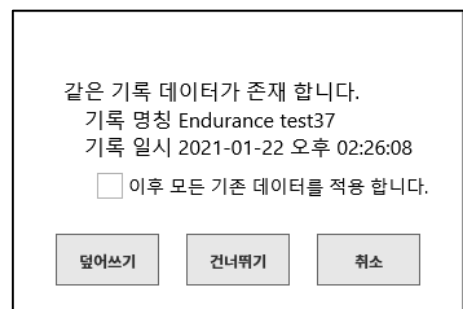 같은 기록 데이터가 존재 합니다.
기록 명칭 Endurance test37
기록 일시 2021-01-22 오후 02:26:08
이후 모든 기존 데이터를 적용 합니다.
덮어쓰기 건너뛰기 취소